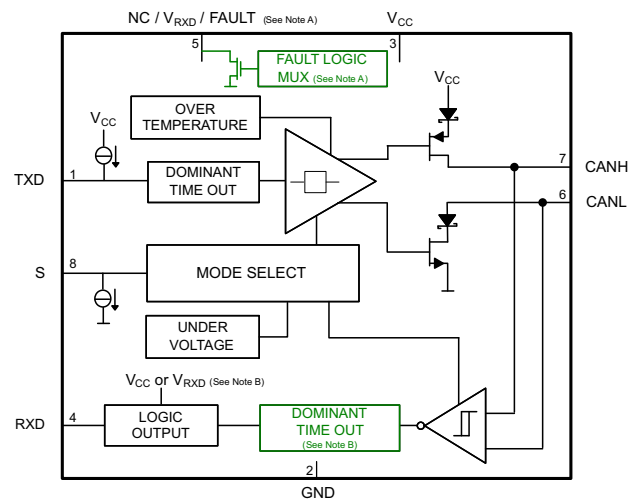 NC / VRXD / FAULT (See Note A)
VCC
5
3
FAULT LOGIC
MUX (See Note A)
VCC
OVER
TEMPERATURE
VCC
TXD
1
DOMINANT
TIME OUT
7
CANH
6
CANL
S
8
MODE SELECT
UNDER
VOLTAGE
VCC or VRXD (See Note B)
RXD
4
LOGIC
OUTPUT
DOMINANT
TIME OUT
(See Note B)
2
GND